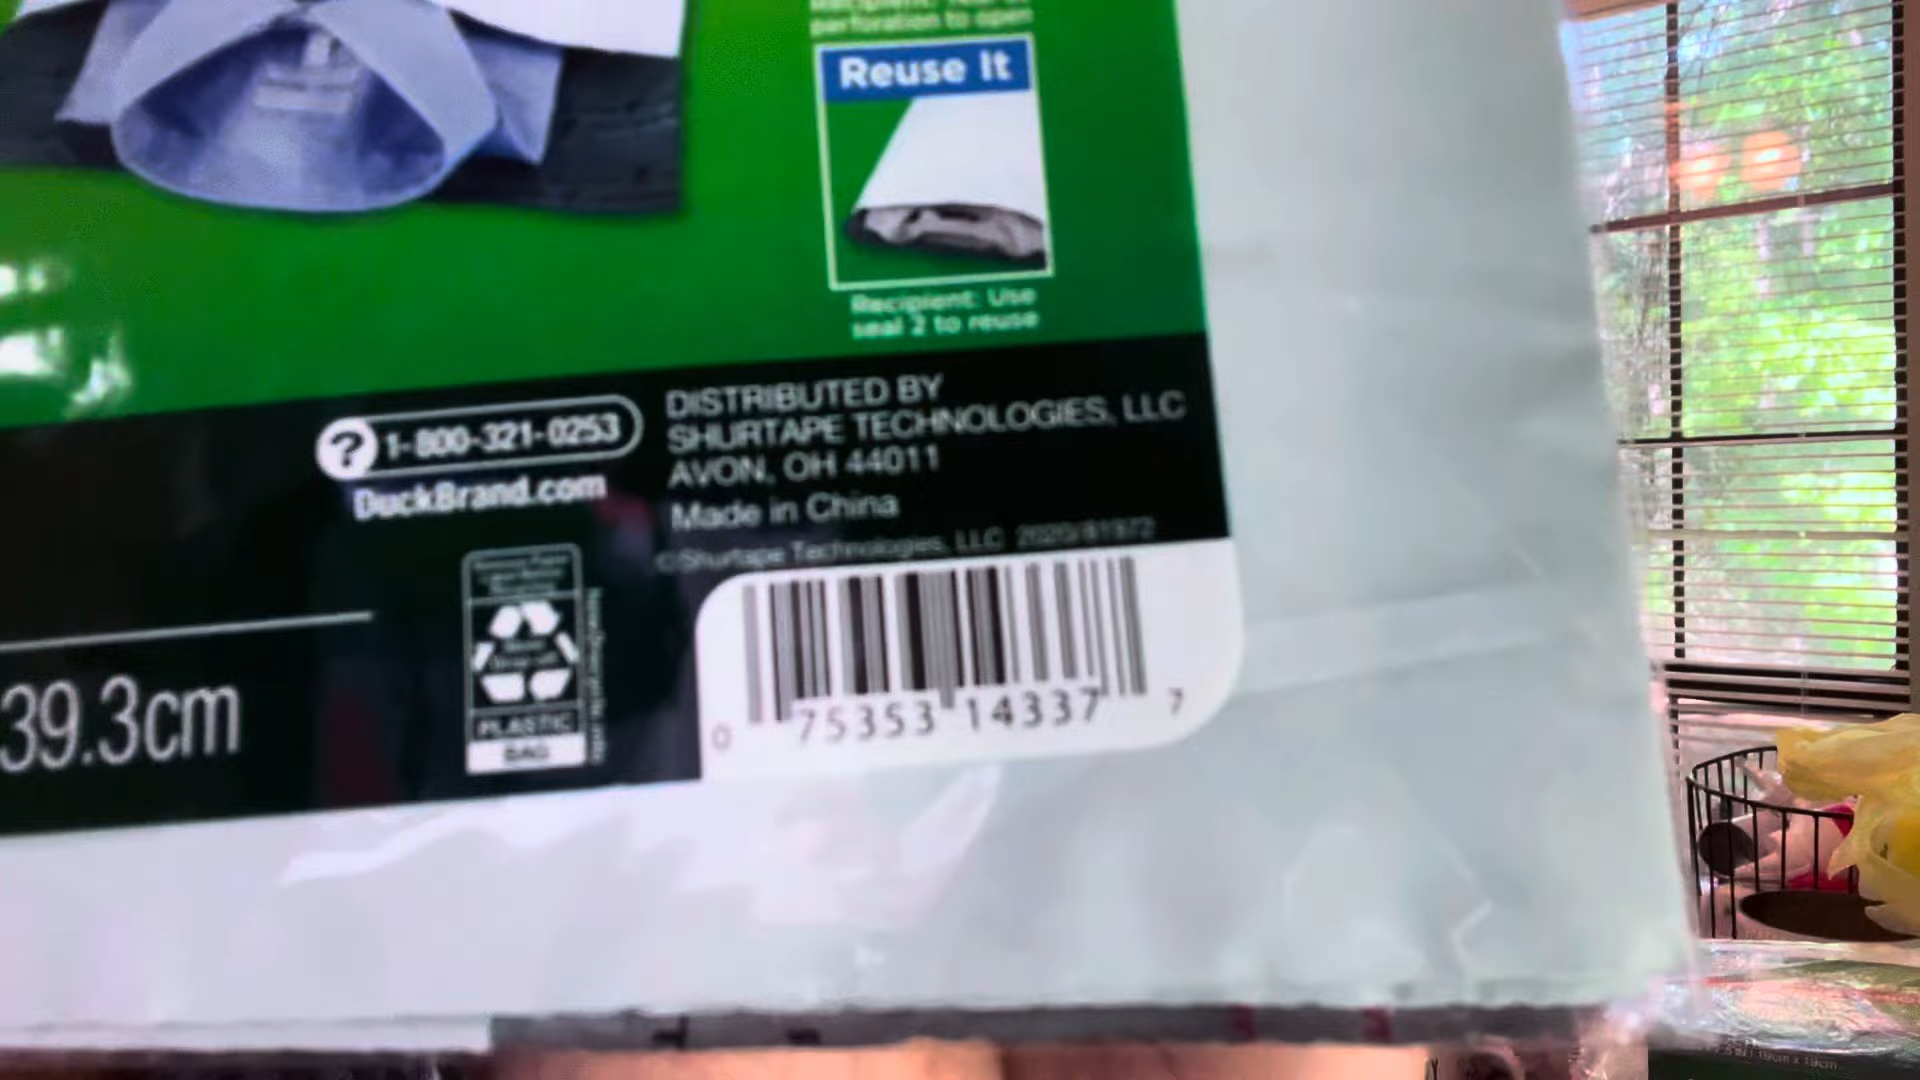 perforation to open
Reuse It
Recipient: Use
seal 2 to reuse
1-800-321-0253
DuckBrand.com
DISTRIBUTED BY
SHURTAPE TECHNOLOGIES, LLC
AVON, OH 44011
Made in China
©Shurtape Technologies, LLC 2020/81972
39.3cm
PLASTIC
BAG
0 75353 14337 7